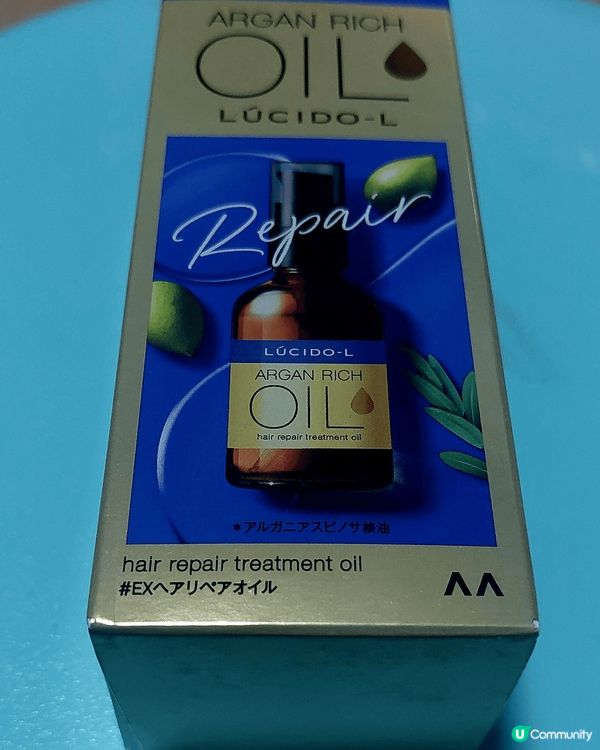 ARGAN RICH
OIL
LÚCIDO-L
Repair
LÚCIDO-L
ARGAN RICH
OIL
hair repair treatment oil
*アルガニアスピノサ核油
hair repair treatment oil
#EXヘアリペアオイル
U Community